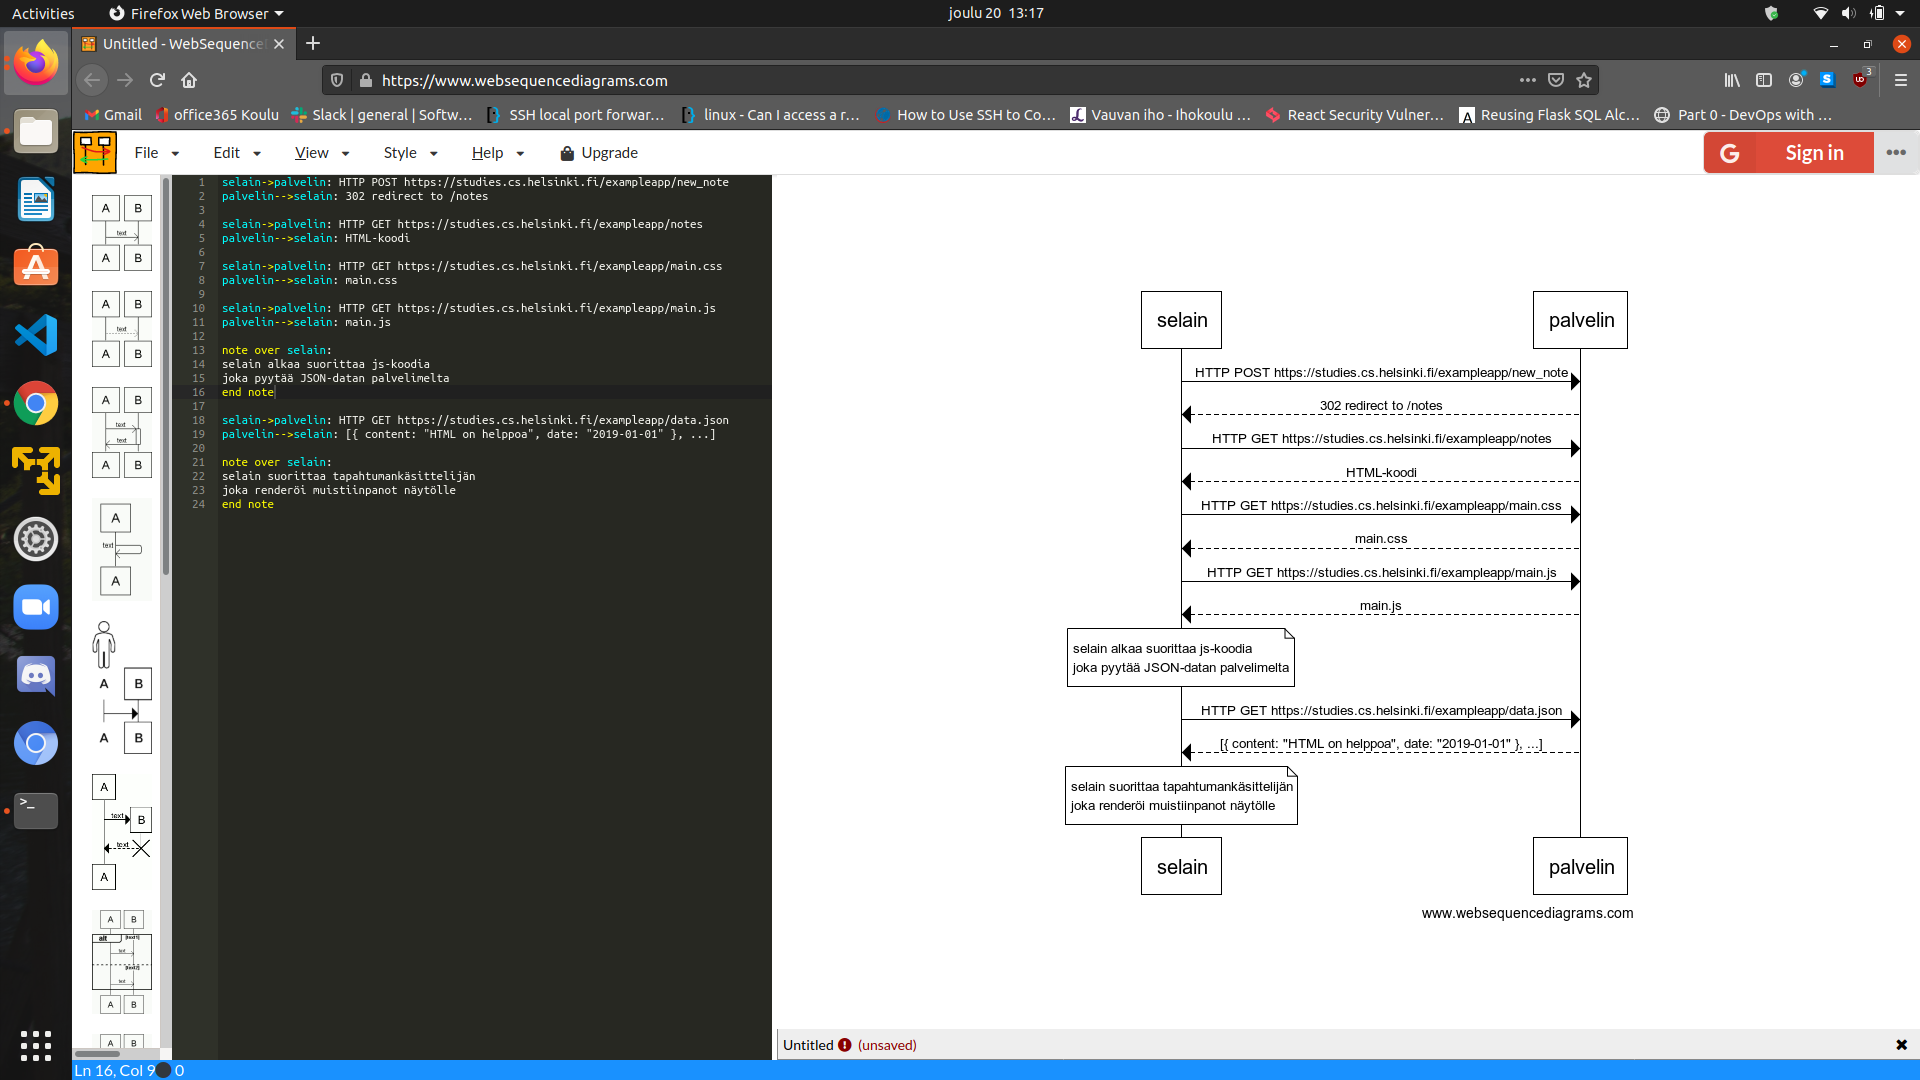 Activities
Firefox Web Browser
joulu 20 13:17
Untitled - WebSequence
https://www.websequencediagrams.com
3
Gmail
office365 Koulu
Slack | general | Softw…
SSH local port forwar…
linux - Can I access a r…
How to Use SSH to Co…
Vauvan iho - Ihokoulu …
React Security Vulner…
Reusing Flask SQL Alc…
Part 0 - DevOps with …
File
Edit
View
Style
Help
Upgrade
G
Sign in
A B
text
A B
A B
text
A B
A B
text
text
A B
A
text
A
A B
A B
A
text B
text
A
A B
alt [text1]
text
[text2]
text
A B
A B
1 selain->palvelin: HTTP POST https://studies.cs.helsinki.fi/exampleapp/new_note
2 palvelin-->selain: 302 redirect to /notes
3
4 selain->palvelin: HTTP GET https://studies.cs.helsinki.fi/exampleapp/notes
5 palvelin-->selain: HTML-koodi
6
7 selain->palvelin: HTTP GET https://studies.cs.helsinki.fi/exampleapp/main.css
8 palvelin-->selain: main.css
9
10 selain->palvelin: HTTP GET https://studies.cs.helsinki.fi/exampleapp/main.js
11 palvelin-->selain: main.js
12
13 note over selain:
14 selain alkaa suorittaa js-koodia
15 joka pyytää JSON-datan palvelimelta
16 end note
17
18 selain->palvelin: HTTP GET https://studies.cs.helsinki.fi/exampleapp/data.json
19 palvelin-->selain: [{ content: "HTML on helppoa", date: "2019-01-01" }, ...]
20
21 note over selain:
22 selain suorittaa tapahtumankäsittelijän
23 joka renderöi muistiinpanot näytölle
24 end note
selain
palvelin
HTTP POST https://studies.cs.helsinki.fi/exampleapp/new_note
302 redirect to /notes
HTTP GET https://studies.cs.helsinki.fi/exampleapp/notes
HTML-koodi
HTTP GET https://studies.cs.helsinki.fi/exampleapp/main.css
main.css
HTTP GET https://studies.cs.helsinki.fi/exampleapp/main.js
main.js
selain alkaa suorittaa js-koodia
joka pyytää JSON-datan palvelimelta
HTTP GET https://studies.cs.helsinki.fi/exampleapp/data.json
[{ content: "HTML on helppoa", date: "2019-01-01" }, ...]
selain suorittaa tapahtumankäsittelijän
joka renderöi muistiinpanot näytölle
selain
palvelin
www.websequencediagrams.com
Untitled (unsaved)
Ln 16, Col 9 0